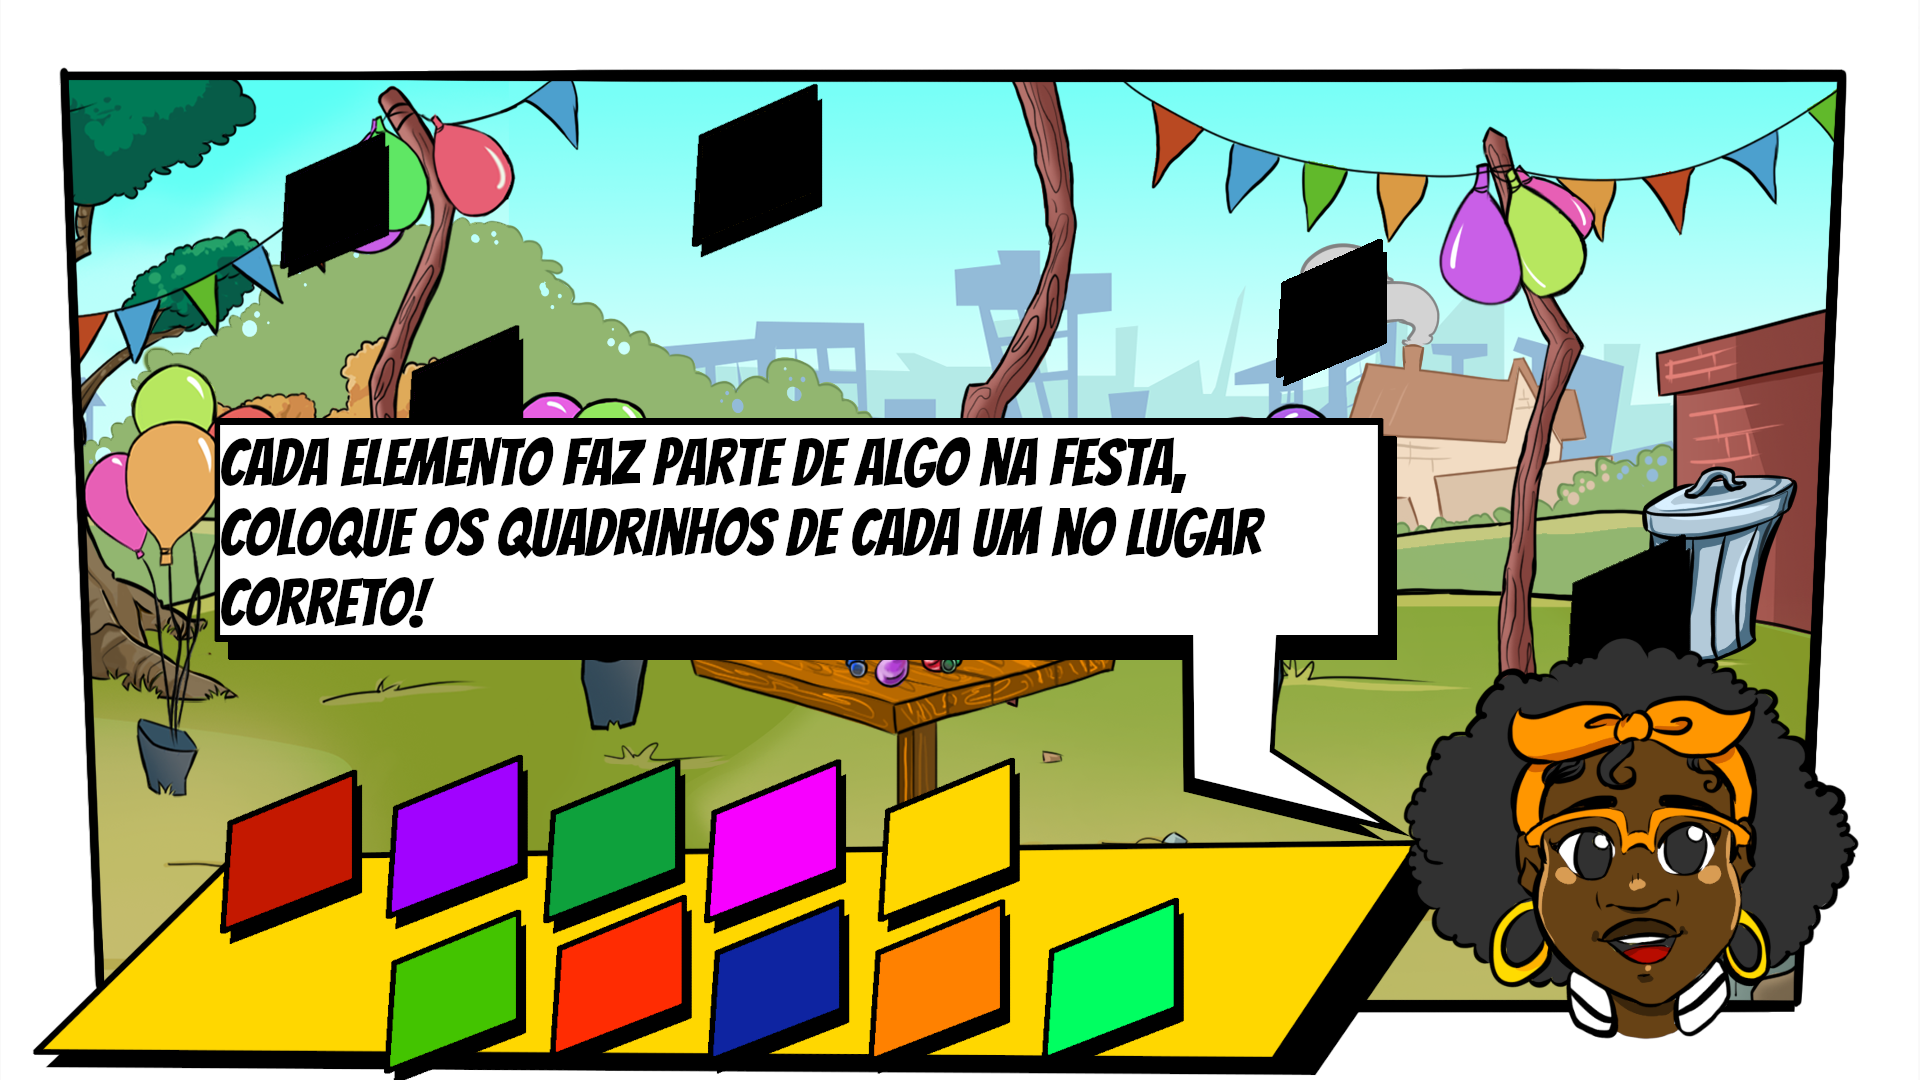 CADA ELEMENTO FAZ PARTE DE ALGO NA FESTA,
COLOQUE OS QUADRINHOS DE CADA UM NO LUGAR
CORRETO!